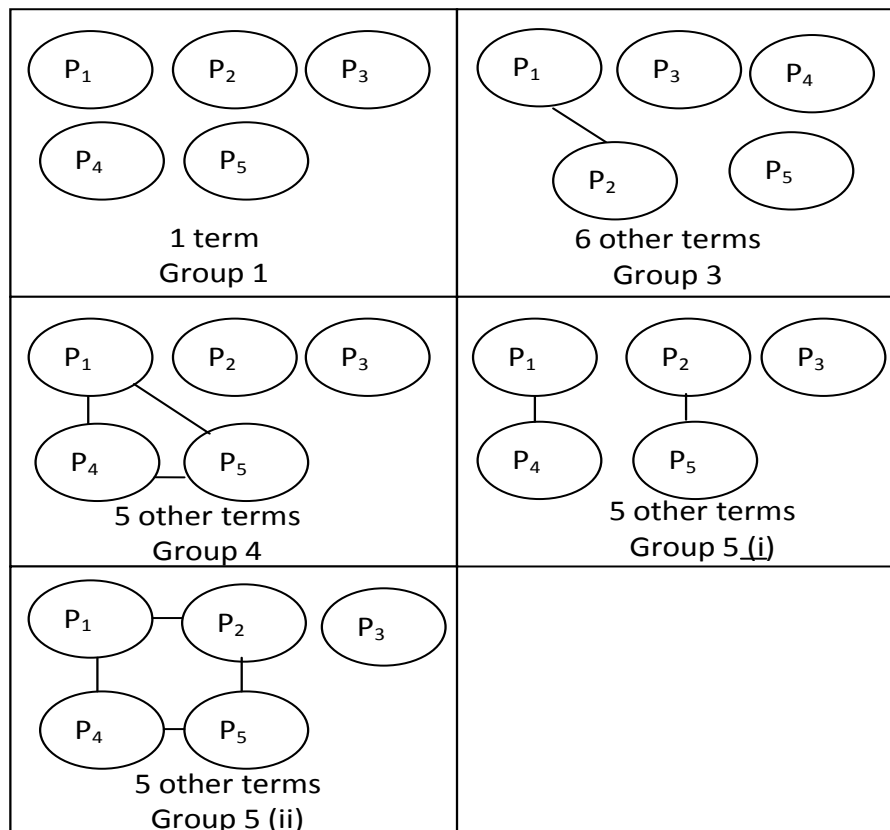 P₁ P₂ P₃
P₄ P₅
1 term
Group 1
P₁ P₃ P₄
P₂ P₅
6 other terms
Group 3
P₁ P₂ P₃
P₄ P₅
5 other terms
Group 4
P₁ P₂ P₃
P₄ P₅
5 other terms
Group 5 (i)
P₁ P₂ P₃
P₄ P₅
5 other terms
Group 5 (ii)